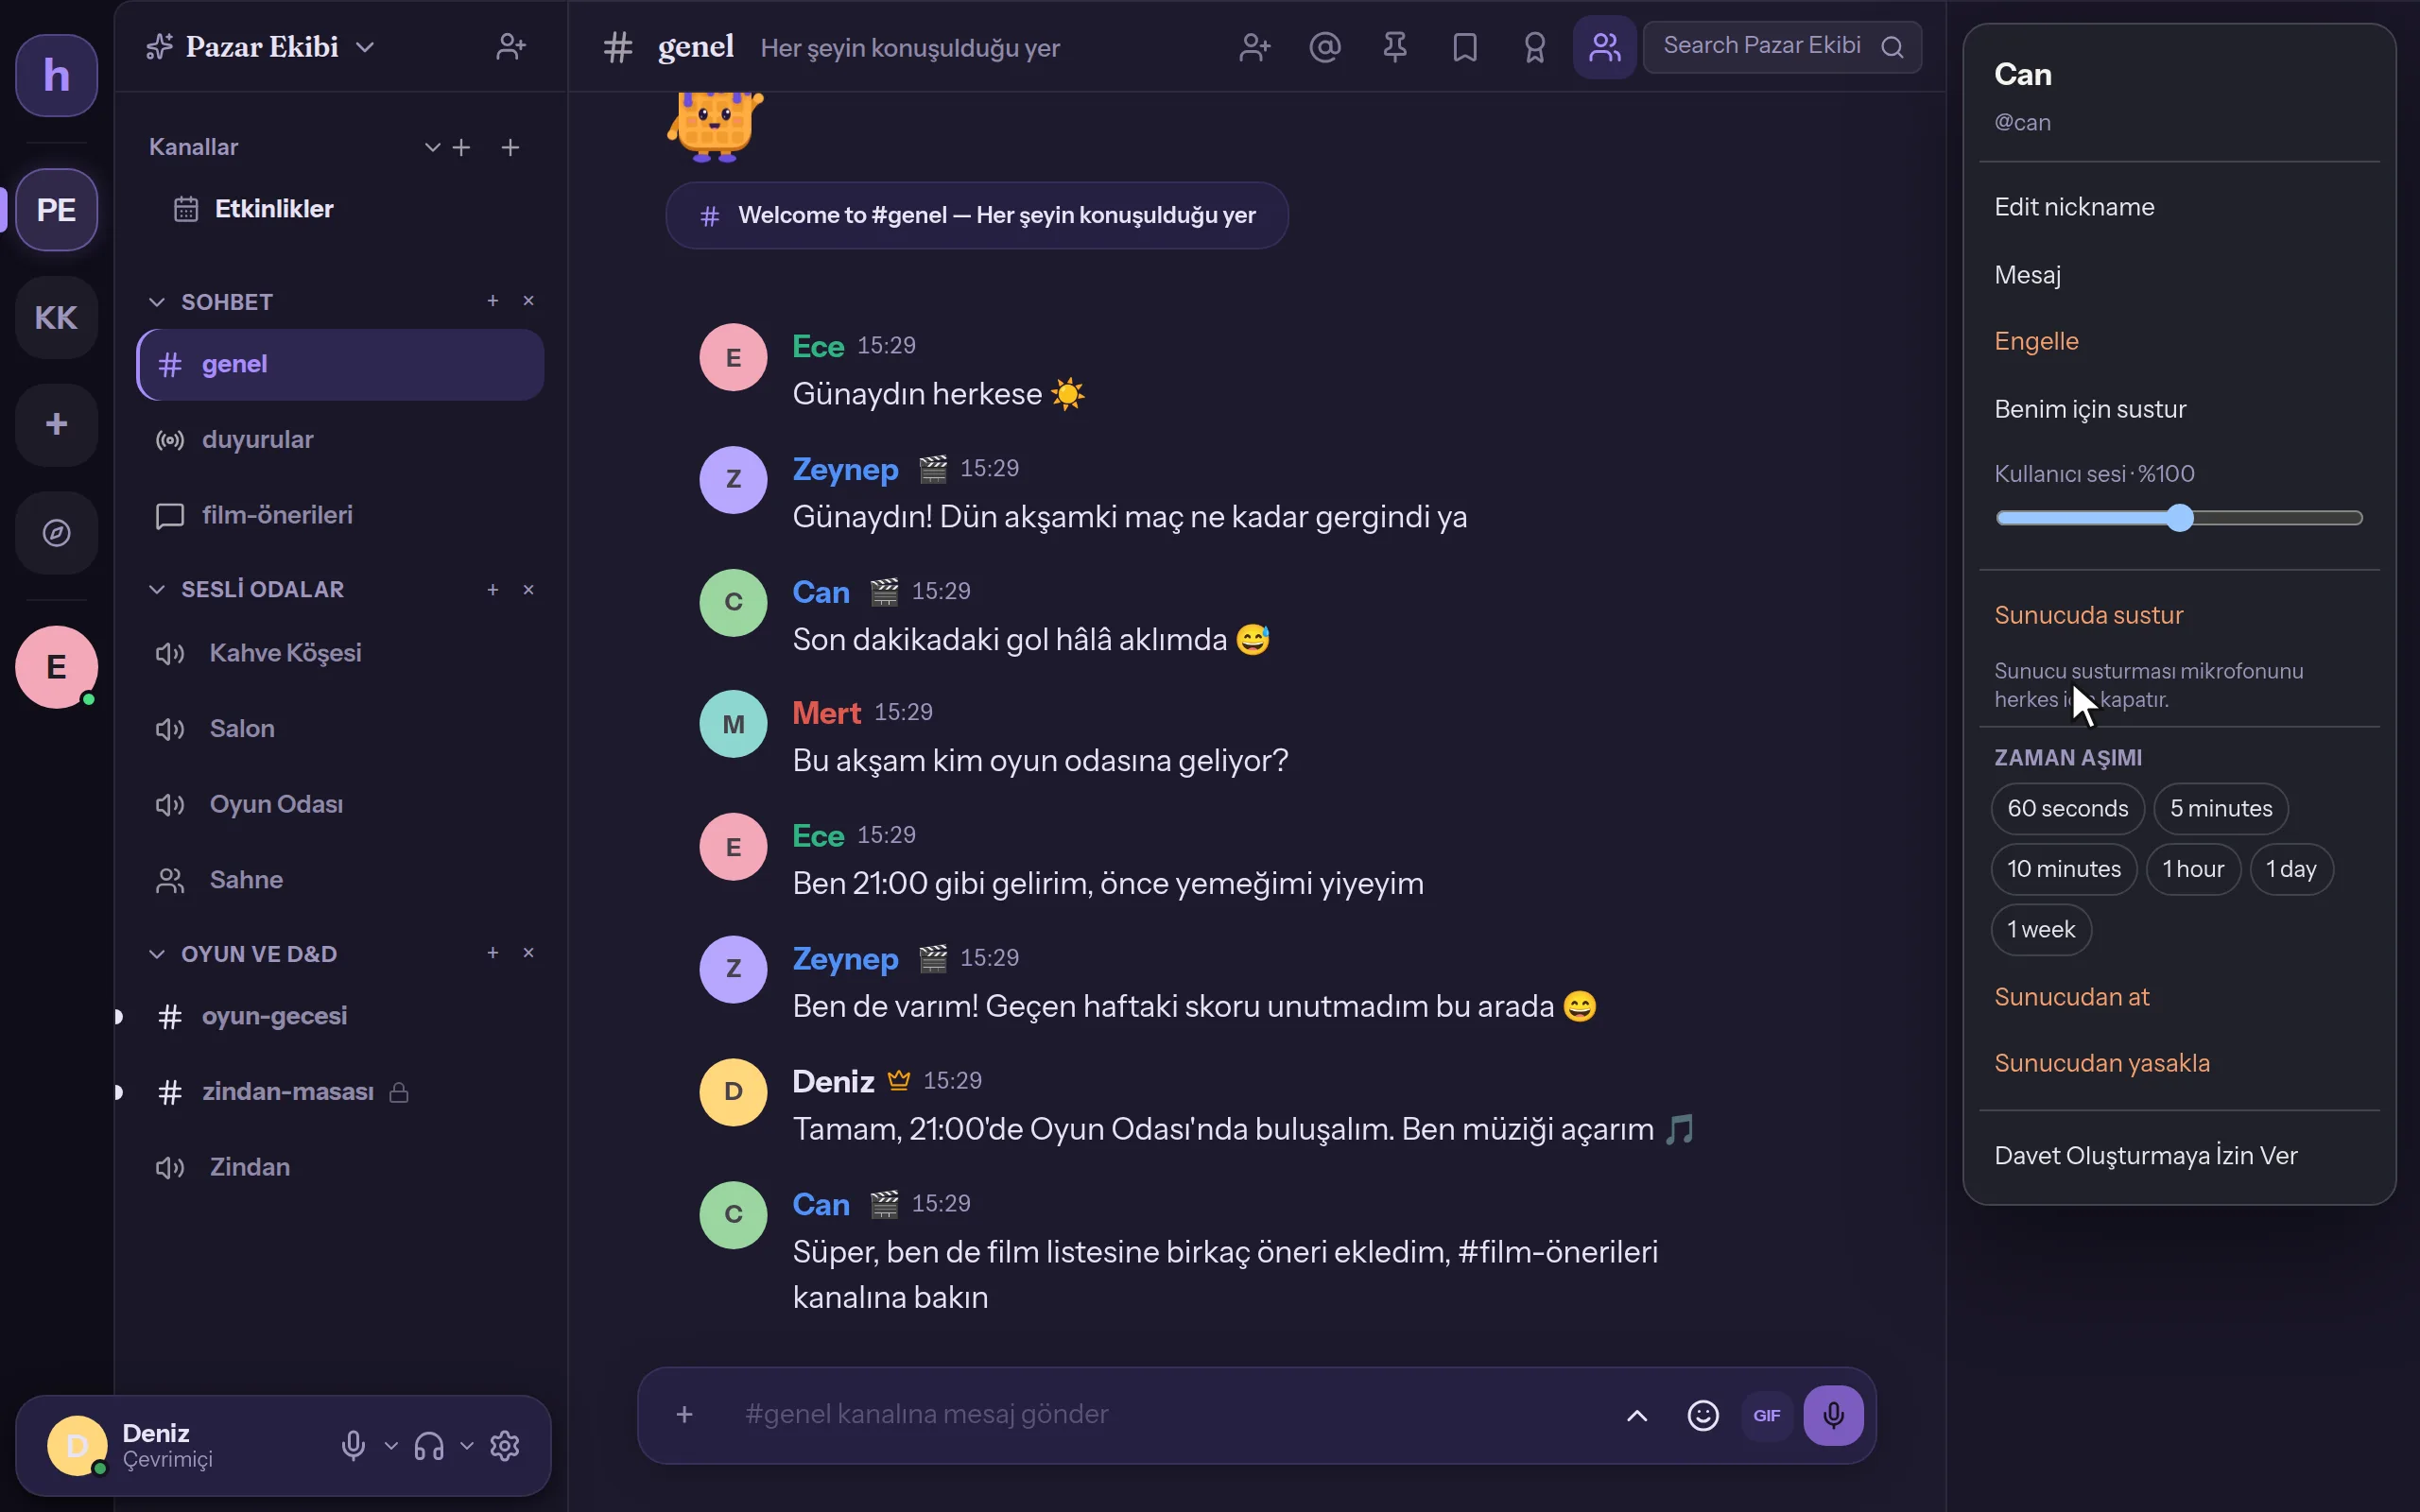 h
PE
KK
E
Pazar Ekibi
Kanallar
Etkinlikler
SOHBET
genel
duyurular
film-önerileri
SESLİ ODALAR
Kahve Köşesi
Salon
Oyun Odası
Sahne
OYUN VE D&D
# oyun-gecesi
# zindan-masası
Zindan
D
Deniz
Çevrimiçi
# genel Her şeyin konuşulduğu yer
Search Pazar Ekibi
# Welcome to #genel — Her şeyin konuşulduğu yer
E
Ece 15:29
Günaydın herkese ☀️
Z
Zeynep 🎬 15:29
Günaydın! Dün akşamki maç ne kadar gergindi ya
C
Can 🎬 15:29
Son dakikadaki gol hâlâ aklımda 😅
M
Mert 15:29
Bu akşam kim oyun odasına geliyor?
E
Ece 15:29
Ben 21:00 gibi gelirim, önce yemeğimi yiyeyim
Z
Zeynep 🎬 15:29
Ben de varım! Geçen haftaki skoru unutmadım bu arada 😄
D
Deniz 15:29
Tamam, 21:00'de Oyun Odası'nda buluşalım. Ben müziği açarım 🎵
C
Can 🎬 15:29
Süper, ben de film listesine birkaç öneri ekledim, #film-önerileri
kanalına bakın
#genel kanalına mesaj gönder
GIF
Can
@can
Edit nickname
Mesaj
Engelle
Benim için sustur
Kullanıcı sesi · %100
Sunucuda sustur
Sunucu susturması mikrofonunu
herkes kapatır.
ZAMAN AŞIMI
60 seconds 5 minutes
10 minutes 1 hour 1 day
1 week
Sunucudan at
Sunucudan yasakla
Davet Oluşturmaya İzin Ver